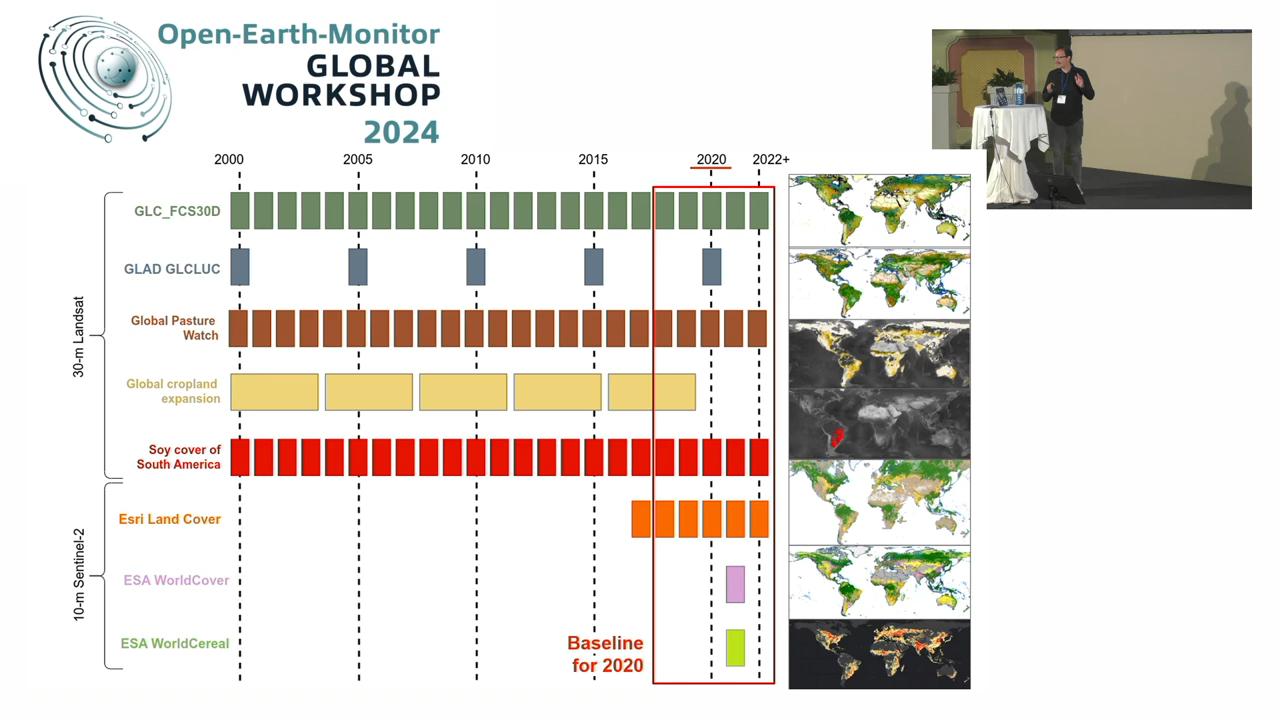 Open-Earth-Monitor
GLOBAL
WORKSHOP
2024
2000 2005 2010 2015 2020 2022+
30-m Landsat
GLC_FCS30D
GLAD GLCLUC
Global Pasture
Watch
Global cropland
expansion
Soy cover of
South America
10-m Sentinel-2
Esri Land Cover
ESA WorldCover
ESA WorldCereal
Baseline
for 2020